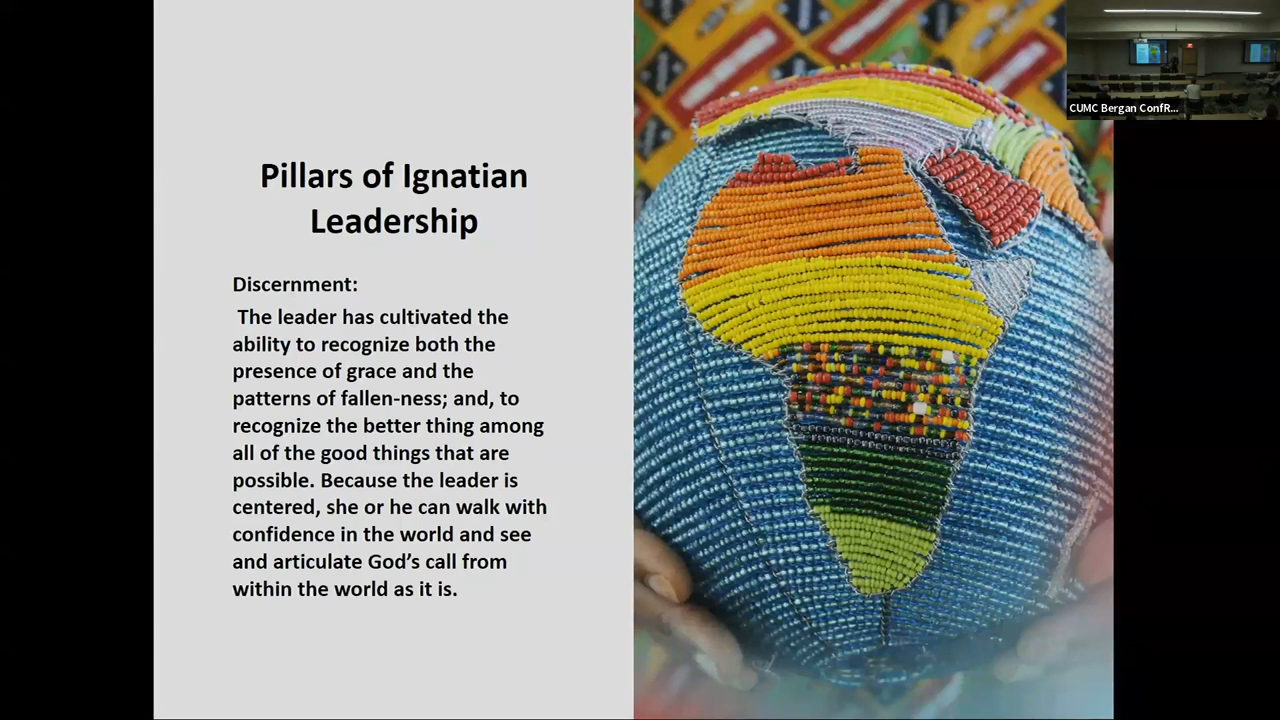 Pillars of Ignatian
Leadership
Discernment:
The leader has cultivated the
ability to recognize both the
presence of grace and the
patterns of fallen-ness; and, to
recognize the better thing among
all of the good things that are
possible. Because the leader is
centered, she or he can walk with
confidence in the world and see
and articulate God’s call from
within the world as it is.
CUMC Bergan ConfR...